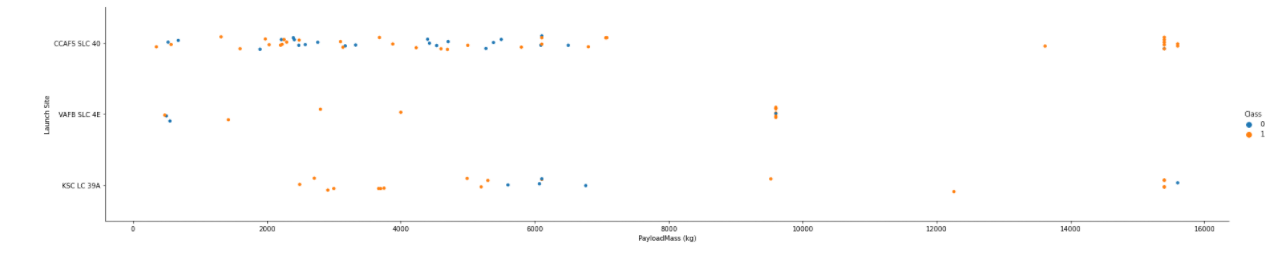 CCAFS SLC 40
VAFB SLC 4E
KSC LC 39A
Launch Site
0 2000 4000 6000 8000 10000 12000 14000 16000
PayloadMass (kg)
Class
0
1